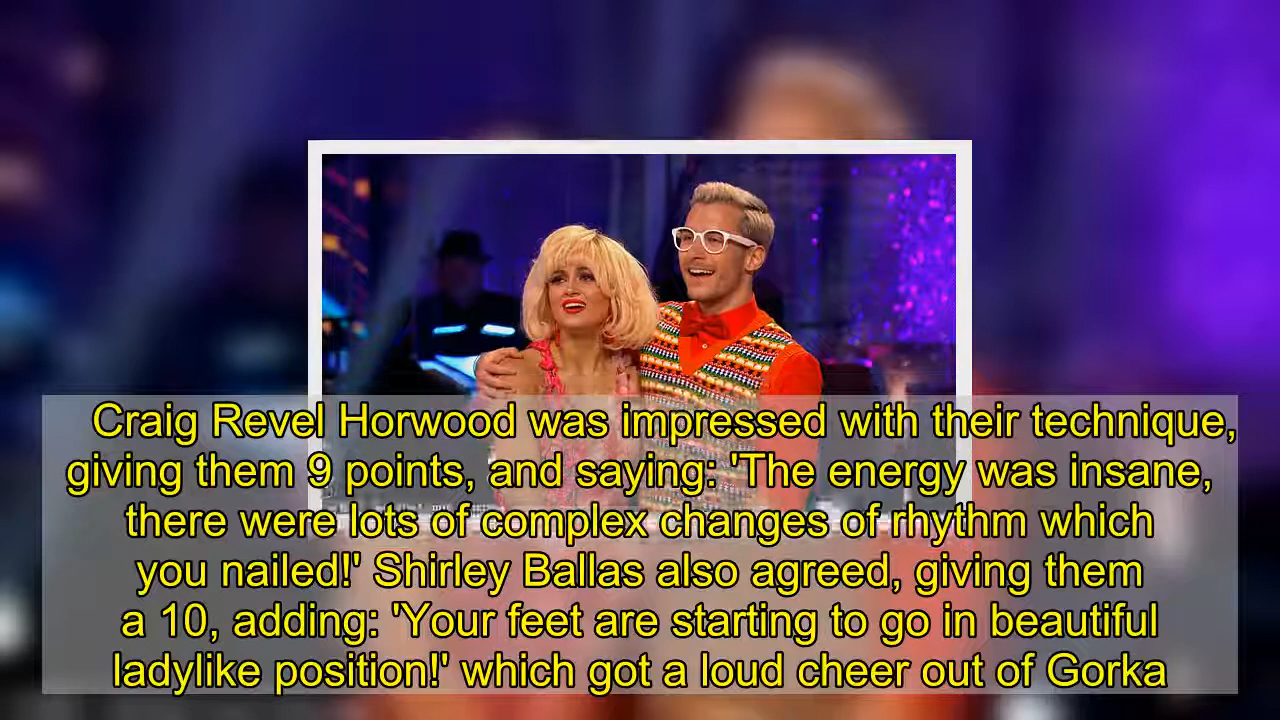 Craig Revel Horwood was impressed with their technique,
giving them 9 points, and saying: 'The energy was insane,
there were lots of complex changes of rhythm which
you nailed!' Shirley Ballas also agreed, giving them
a 10, adding: 'Your feet are starting to go in beautiful
ladylike position!' which got a loud cheer out of Gorka